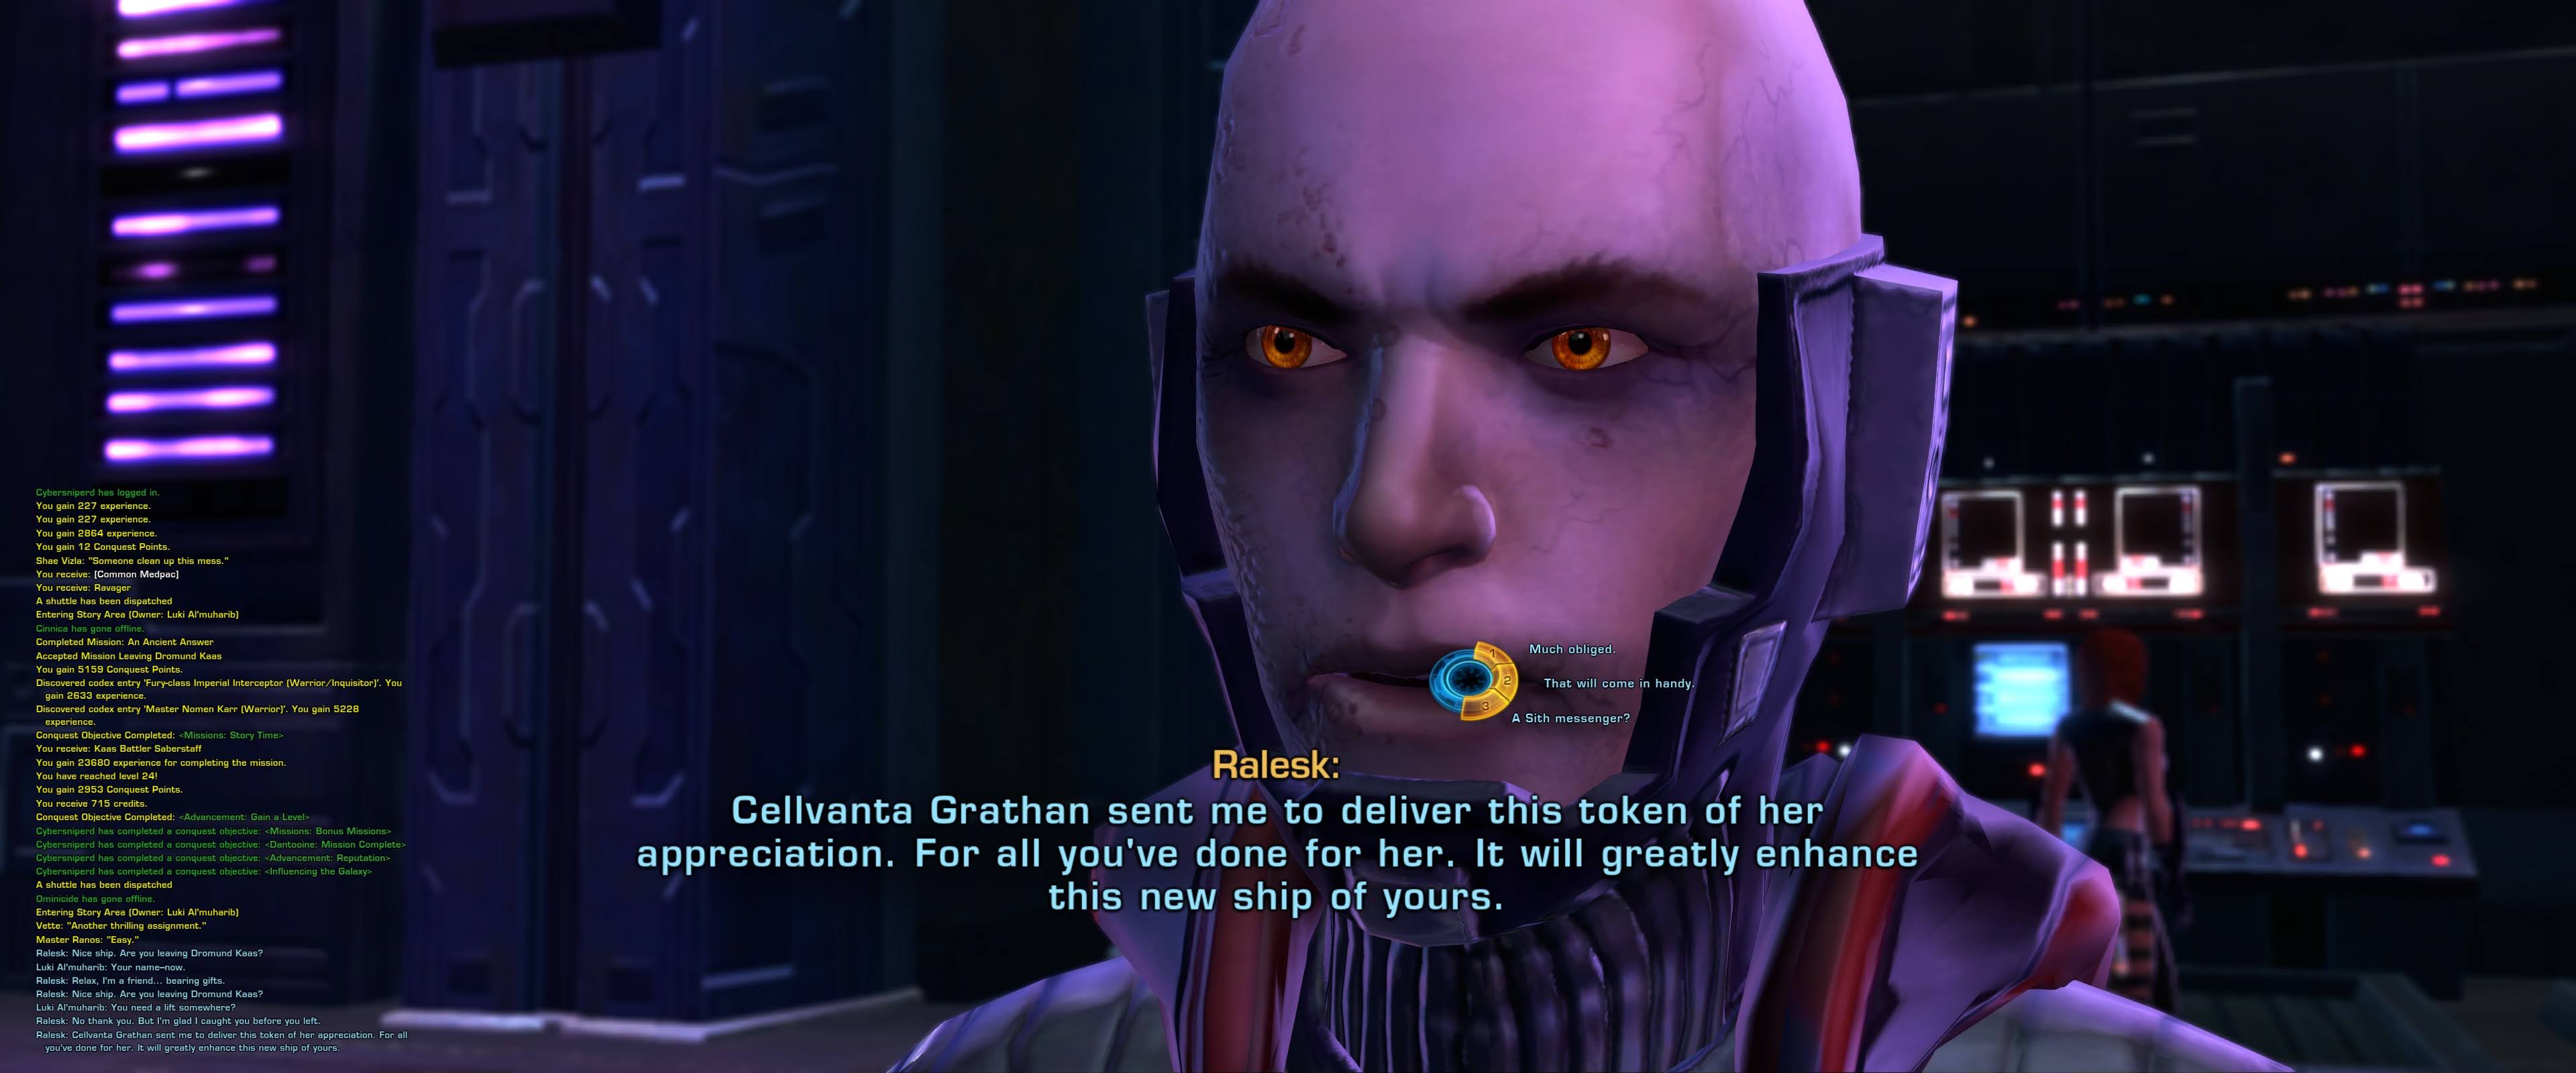 Cybersniperd has logged in.
You gain 227 experience.
You gain 227 experience.
You gain 2864 experience.
You gain 12 Conquest Points.
Shae Vizla: "Someone clean up this mess."
You receive: [Common Medpac]
You receive: Ravager
A shuttle has been dispatched
Entering Story Area (Owner: Luki Al'muharib)
Cinnica has gone offline.
Completed Mission: An Ancient Answer
Accepted Mission Leaving Dromund Kaas
You gain 5159 Conquest Points.
Discovered codex entry 'Fury-class Imperial Interceptor (Warrior/Inquisitor)'. You
gain 2633 experience.
Discovered codex entry 'Master Nomen Karr (Warrior)'. You gain 5228
experience.
Conquest Objective Completed: <Missions: Story Time>
You receive: Kaas Battler Saberstaff
You gain 23680 experience for completing the mission.
You have reached level 24!
You gain 2953 Conquest Points.
You receive 715 credits.
Conquest Objective Completed: <Advancement: Gain a Level>
Cybersniperd has completed a conquest objective: <Missions: Bonus Missions>
Cybersniperd has completed a conquest objective: <Dantooine: Mission Complete>
Cybersniperd has completed a conquest objective: <Advancement: Reputation>
Cybersniperd has completed a conquest objective: <Influencing the Galaxy>
A shuttle has been dispatched
Ominicide has gone offline.
Entering Story Area (Owner: Luki Al'muharib)
Vette: "Another thrilling assignment."
Master Ranos: "Easy."
Ralesk: Nice ship. Are you leaving Dromund Kaas?
Luki Al'muharib: Your name—now.
Ralesk: Relax, I'm a friend... bearing gifts.
Ralesk: Nice ship. Are you leaving Dromund Kaas?
Luki Al'muharib: You need a lift somewhere?
Ralesk: No thank you. But I'm glad I caught you before you left.
Ralesk: Cellvanta Grathan sent me to deliver this token of her appreciation. For all
you've done for her. It will greatly enhance this new ship of yours.
1 Much obliged.
2 That will come in handy.
3 A Sith messenger?
Ralesk:
Cellvanta Grathan sent me to deliver this token of her
appreciation. For all you've done for her. It will greatly enhance
this new ship of yours.